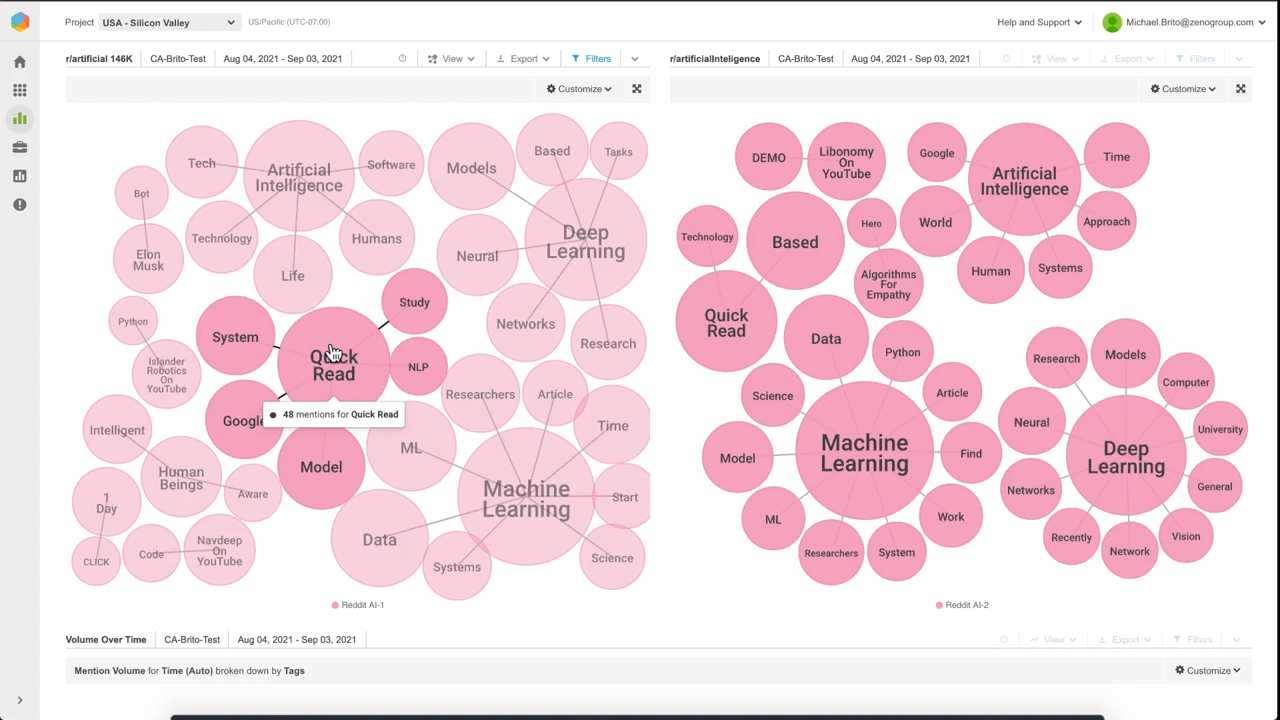 Project USA - Silicon Valley US/Pacific (UTC-07:00) Help and Support Michael.Brito@zenogroup.com
r/artificial 146K CA-Brito-Test Aug 04, 2021 - Sep 03, 2021 View Export Filters
r/artificialInteligence CA-Brito-Test Aug 04, 2021 - Sep 03, 2021 View Export Filters
Customize
Customize
Tech
Artificial
Intelligence
Software
Models
Based
Tasks
Bot
Elon
Musk
Technology
Humans
Life
Neural
Deep
Learning
Networks
Research
Python
Islander
Robotics
On
YouTube
System
Study
Quick
Read
NLP
Google
48 mentions for Quick Read
Model
Researchers
Article
Time
ML
Intelligent
Human
Beings
Aware
1
Day
CLICK
Code
Navdeep
On
YouTube
Machine
Learning
Start
Data
Systems
Science
Reddit AI-1
DEMO
Libonomy
On
YouTube
Google
Artificial
Intelligence
Time
Technology
Based
Hero
World
Approach
Algorithms
For
Empathy
Human
Systems
Quick
Read
Data
Python
Science
Article
Model
Machine
Learning
Find
ML
Work
Researchers
System
Research
Models
Computer
Neural
University
Deep
Learning
Networks
General
Recently
Network
Vision
Reddit AI-2
Volume Over Time CA-Brito-Test Aug 04, 2021 - Sep 03, 2021 View Export Filters
Mention Volume for Time (Auto) broken down by Tags Customize